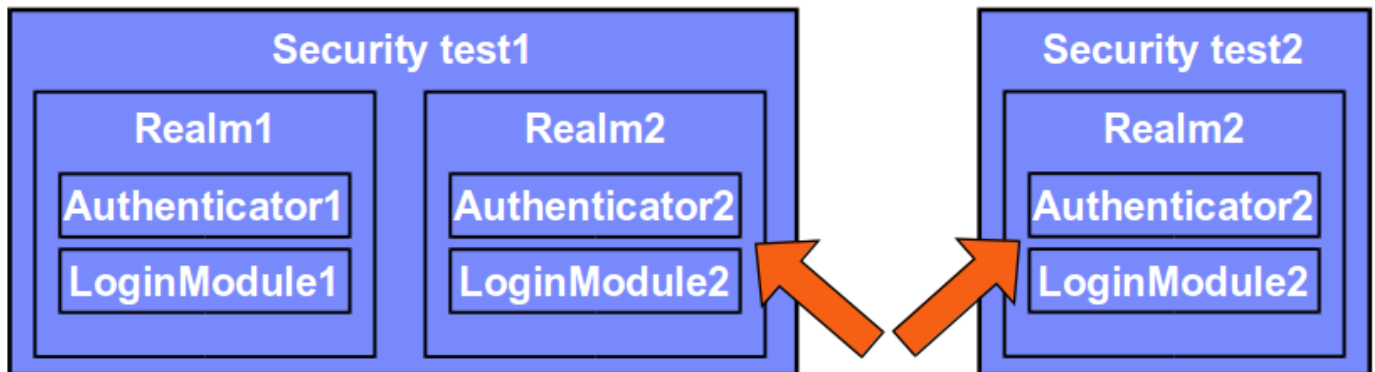 Security test1
Realm1
Authenticator1
LoginModule1
Realm2
Authenticator2
LoginModule2
Security test2
Realm2
Authenticator2
LoginModule2